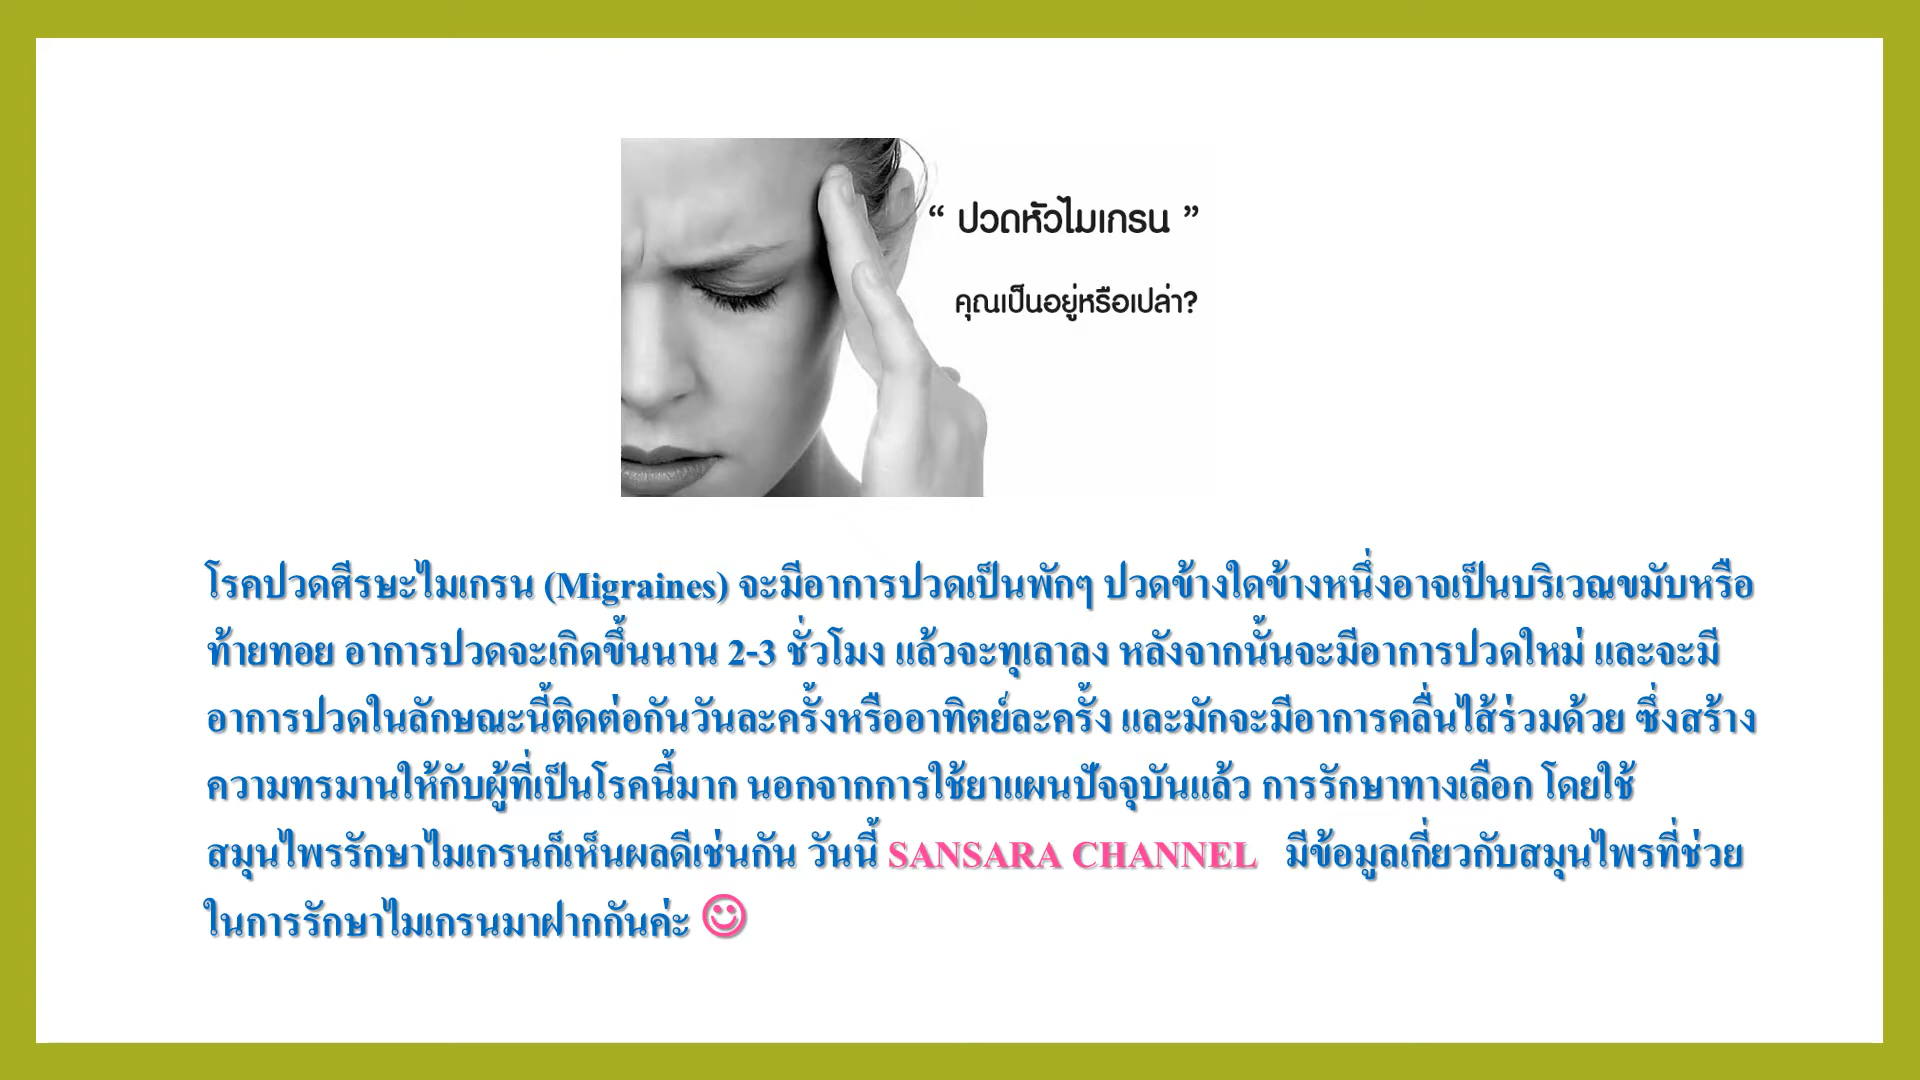 “ ปวดหัวไมเกรน ”
คุณเป็นอยู่หรือเปล่า?
โรคปวดศีรษะไมเกรน (Migraines) จะมีอาการปวดเป็นพักๆ ปวดข้างใดข้างหนึ่งอาจเป็นบริเวณขมับหรือ
ท้ายทอย อาการปวดจะเกิดขึ้นนาน 2-3 ชั่วโมง แล้วจะทุเลาลง หลังจากนั้นจะมีอาการปวดใหม่ และจะมี
อาการปวดในลักษณะนี้ติดต่อกันวันละครั้งหรืออาทิตย์ละครั้ง และมักจะมีอาการคลื่นไส้ร่วมด้วย ซึ่งสร้าง
ความทรมานให้กับผู้ที่เป็นโรคนี้มาก นอกจากการใช้ยาแผนปัจจุบันแล้ว การรักษาทางเลือก โดยใช้
สมุนไพรรักษาไมเกรนก็เห็นผลดีเช่นกัน วันนี้ SANSARA CHANNEL มีข้อมูลเกี่ยวกับสมุนไพรที่ช่วย
ในการรักษาไมเกรนมาฝากกันค่ะ ☺